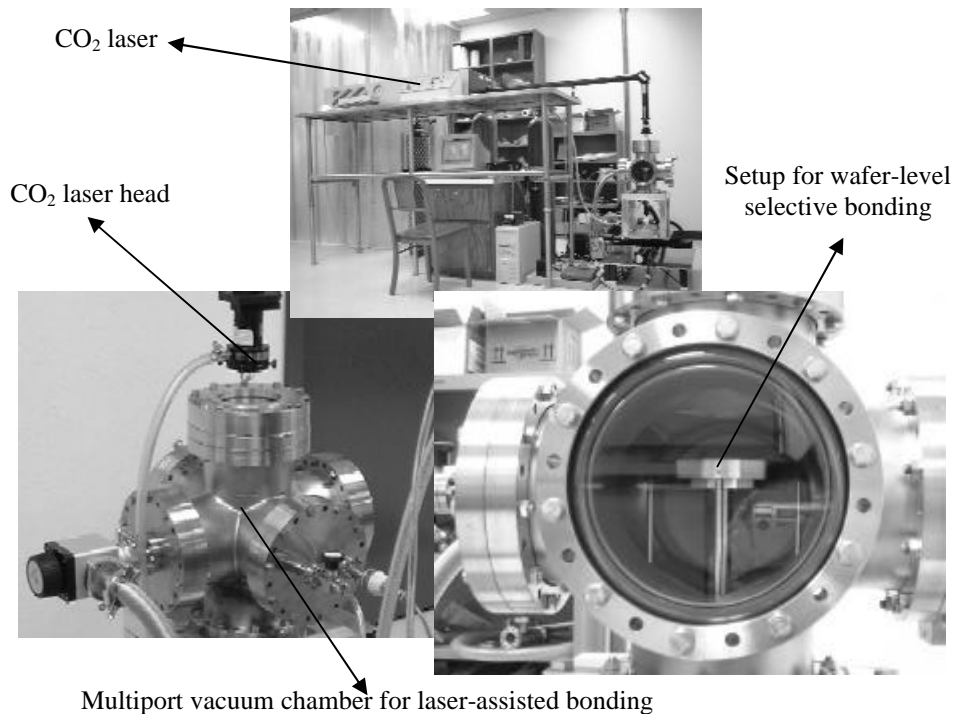 CO₂ laser
CO₂ laser head
Setup for wafer-level
selective bonding
Multiport vacuum chamber for laser-assisted bonding